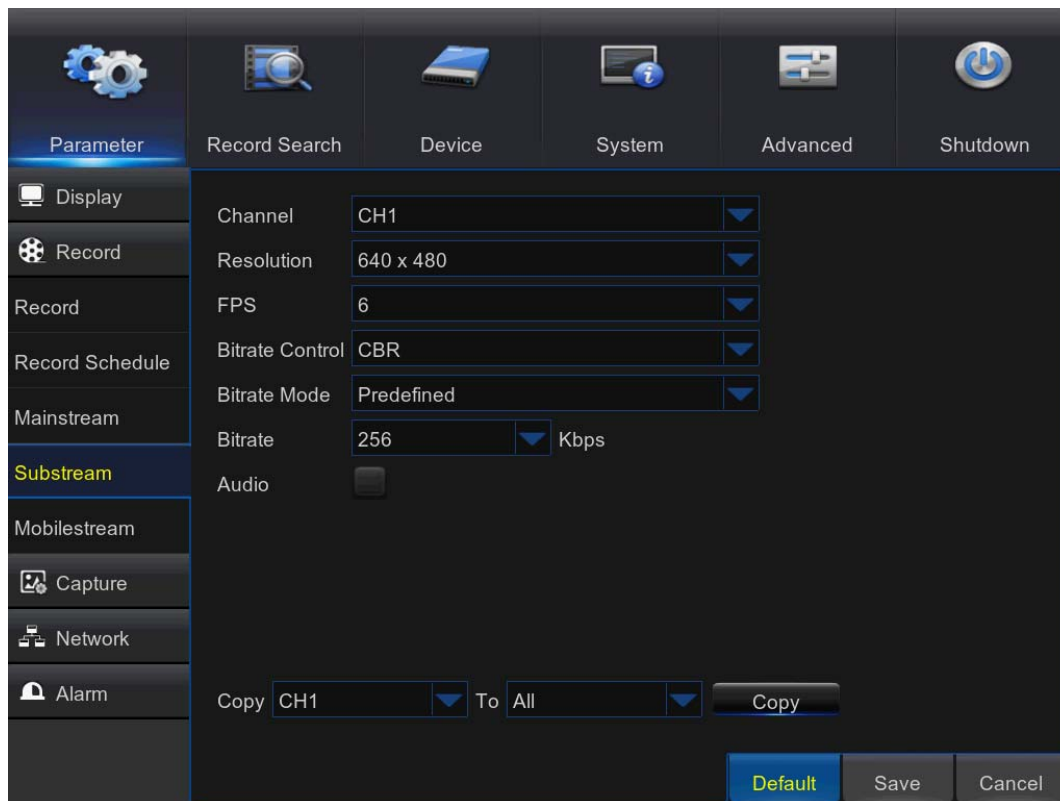 Parameter Record Search Device System Advanced Shutdown
Display
Record
Record
Record Schedule
Mainstream
Substream
Mobilestream
Capture
Network
Alarm
Channel CH1
Resolution 640 x 480
FPS 6
Bitrate Control CBR
Bitrate Mode Predefined
Bitrate 256 Kbps
Audio
Copy CH1 To All Copy
Default Save Cancel